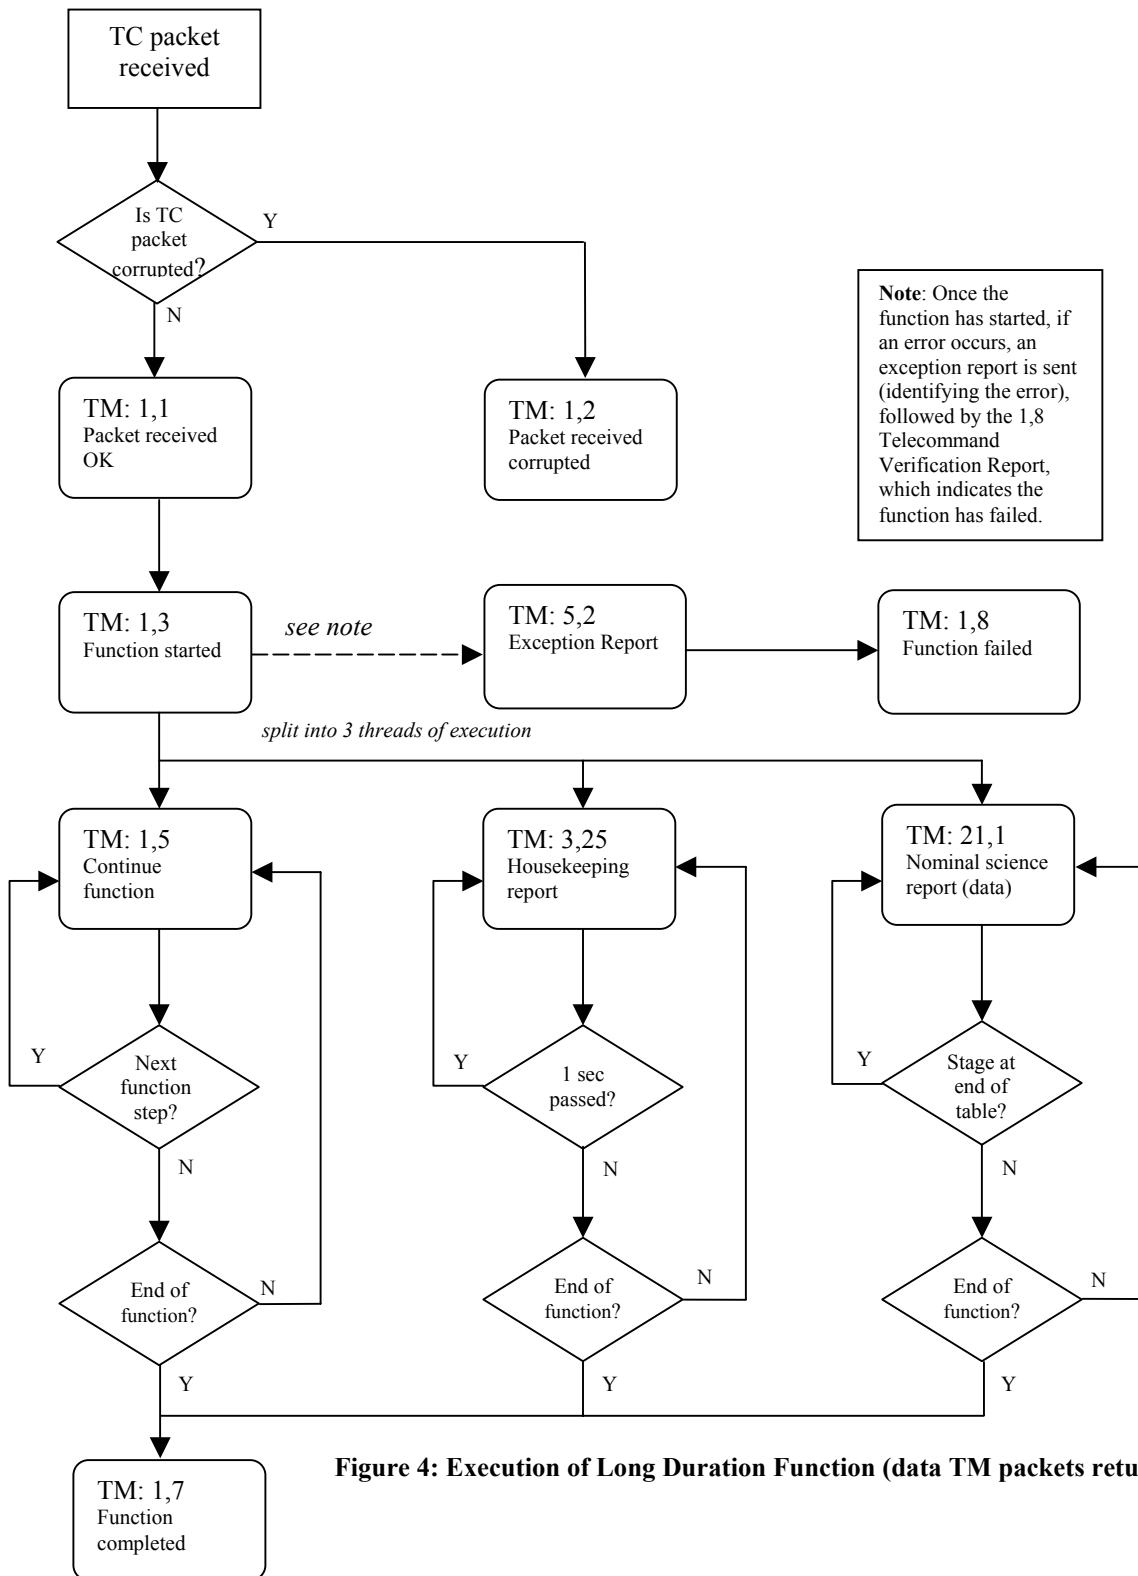 TC packet
received
Is TC
packet
corrupted?
Y
N
TM: 1,1
Packet received
OK
TM: 1,2
Packet received
corrupted
Note: Once the
function has started, if
an error occurs, an
exception report is sent
(identifying the error),
followed by the 1,8
Telecommand
Verification Report,
which indicates the
function has failed.
TM: 1,3
Function started
see note
TM: 5,2
Exception Report
TM: 1,8
Function failed
split into 3 threads of execution
TM: 1,5
Continue
function
TM: 3,25
Housekeeping
report
TM: 21,1
Nominal science
report (data)
Y
Next
function
step?
N
Y
1 sec
passed?
N
Y
Stage at
end of
table?
N
End of
function?
N
Y
End of
function?
N
Y
End of
function?
N
Y
TM: 1,7
Function
completed
Figure 4: Execution of Long Duration Function (data TM packets retu